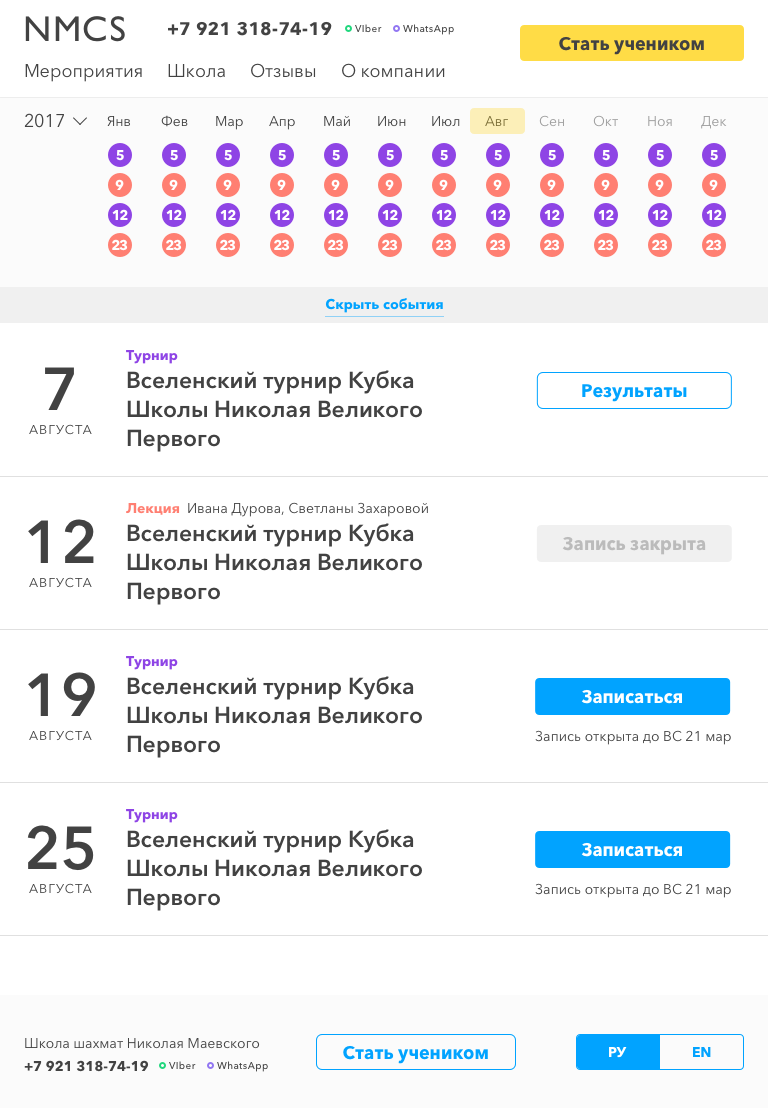 NMCS +7 921 318-74-19 VIber WhatsApp Стать учеником
Мероприятия Школа Отзывы О компании
2017 Янв Фев Мар Апр Май Июн Июл Авг Сен Окт Ноя Дек
5 5 5 5 5 5 5 5 5 5 5 5
9 9 9 9 9 9 9 9 9 9 9 9
12 12 12 12 12 12 12 12 12 12 12 12
23 23 23 23 23 23 23 23 23 23 23 23
Скрыть события
7
АВГУСТА
Турнир
Вселенский турнир Кубка
Школы Николая Великого
Первого
Результаты
12
АВГУСТА
Лекция Ивана Дурова, Светланы Захаровой
Вселенский турнир Кубка
Школы Николая Великого
Первого
Запись закрыта
19
АВГУСТА
Турнир
Вселенский турнир Кубка
Школы Николая Великого
Первого
Записаться
Запись открыта до ВС 21 мар
25
АВГУСТА
Турнир
Вселенский турнир Кубка
Школы Николая Великого
Первого
Записаться
Запись открыта до ВС 21 мар
Школа шахмат Николая Маевского
+7 921 318-74-19 VIber WhatsApp
Стать учеником
РУ EN